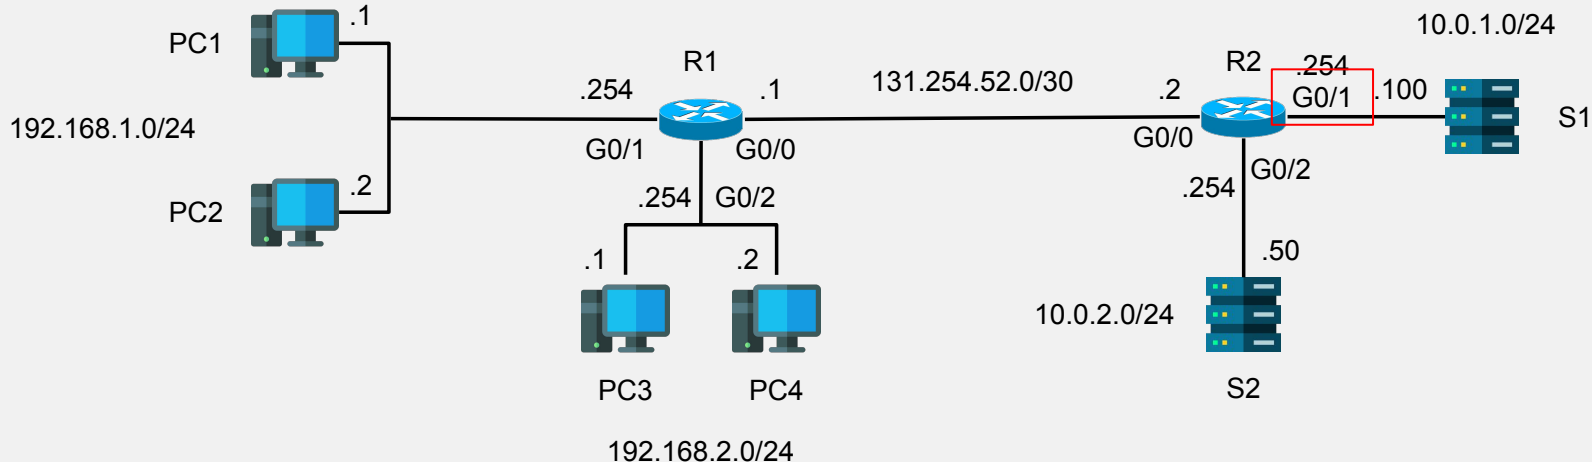 10.0.1.0/24
.1
PC1
R1
R2
.254
131.254.52.0/30
.254
.1
.2
G0/1
.100
192.168.1.0/24
S1
G0/1
G0/0
G0/0
G0/2
.2
.254
G0/2
.254
PC2
.1
.2
.50
10.0.2.0/24
PC3
PC4
S2
192.168.2.0/24